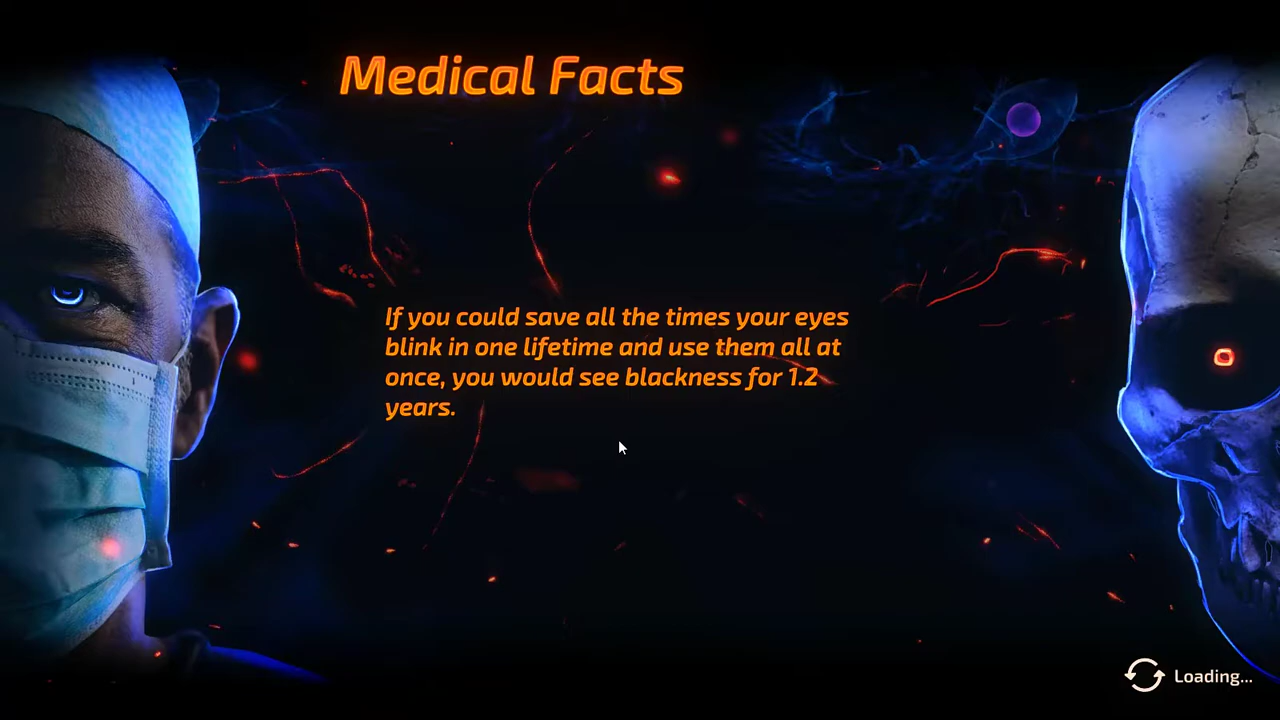 Medical Facts
If you could save all the times your eyes
blink in one lifetime and use them all at
once, you would see blackness for 1.2
years.
Loading...